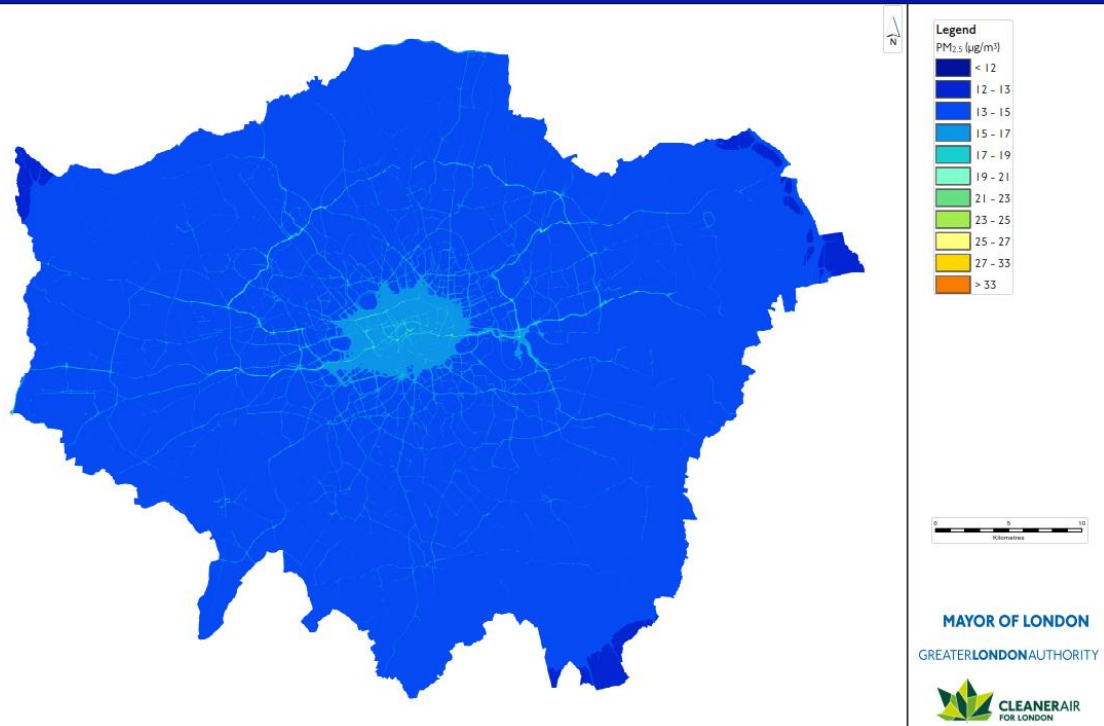 N
Legend
PM2.5 (µg/m³)
< 12
12 - 13
13 - 15
15 - 17
17 - 19
19 - 21
21 - 23
23 - 25
25 - 27
27 - 33
> 33
0 5 10
Kilometres
MAYOR OF LONDON
GREATERLONDONAUTHORITY
CLEANERAIR
FOR LONDON